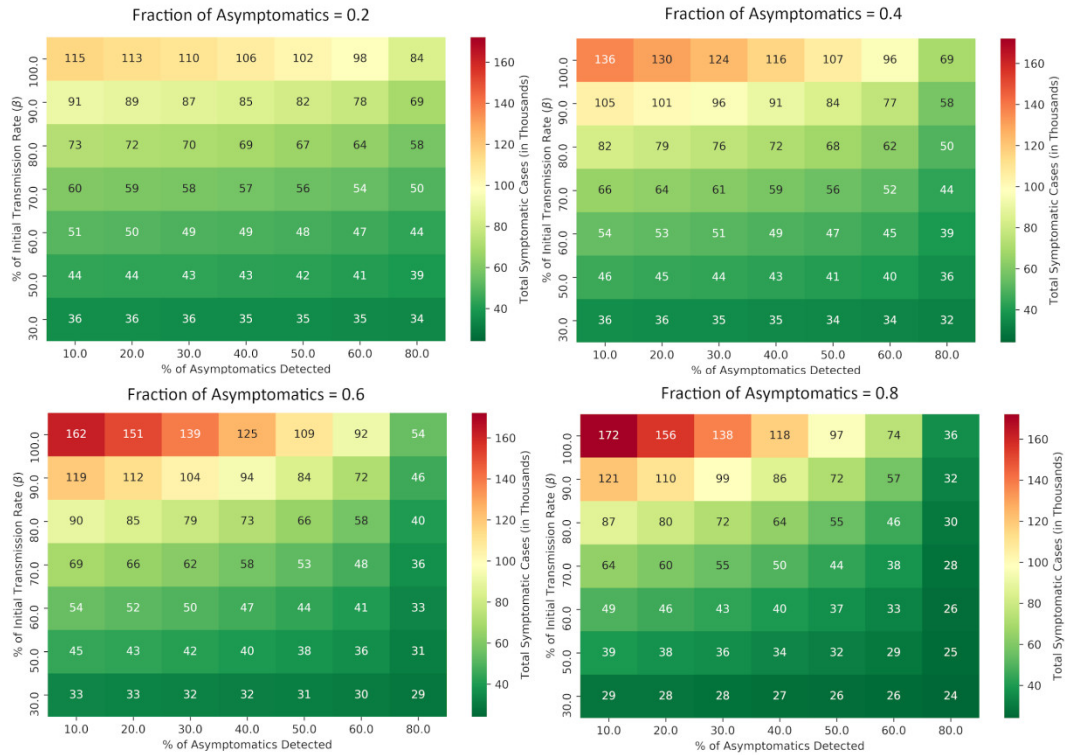 Fraction of Asymptomatics = 0.2
% of Initial Transmission Rate (β)
100.0 115 113 110 106 102 98 84
90.0 91 89 87 85 82 78 69
80.0 73 72 70 69 67 64 58
70.0 60 59 58 57 56 54 50
60.0 51 50 49 49 48 47 44
50.0 44 44 43 43 42 41 39
30.0 36 36 36 35 35 35 34
10.0 20.0 30.0 40.0 50.0 60.0 80.0
% of Asymptomatics Detected
160
140
120
100
80
60
40
Total Symptomatic Cases (in Thousands)
Fraction of Asymptomatics = 0.4
% of Initial Transmission Rate (β)
100.0 136 130 124 116 107 96 69
90.0 105 101 96 91 84 77 58
80.0 82 79 76 72 68 62 50
70.0 66 64 61 59 56 52 44
60.0 54 53 51 49 47 45 39
50.0 46 45 44 43 41 40 36
30.0 36 36 35 35 34 34 32
10.0 20.0 30.0 40.0 50.0 60.0 80.0
% of Asymptomatics Detected
160
140
120
100
80
60
40
Total Symptomatic Cases (in Thousands)
Fraction of Asymptomatics = 0.6
% of Initial Transmission Rate (β)
100.0 162 151 139 125 109 92 54
90.0 119 112 104 94 84 72 46
80.0 90 85 79 73 66 58 40
70.0 69 66 62 58 53 48 36
60.0 54 52 50 47 44 41 33
50.0 45 43 42 40 38 36 31
30.0 33 33 32 32 31 30 29
10.0 20.0 30.0 40.0 50.0 60.0 80.0
% of Asymptomatics Detected
160
140
120
100
80
60
40
Total Symptomatic Cases (in Thousands)
Fraction of Asymptomatics = 0.8
% of Initial Transmission Rate (β)
100.0 172 156 138 118 97 74 36
90.0 121 110 99 86 72 57 32
80.0 87 80 72 64 55 46 30
70.0 64 60 55 50 44 38 28
60.0 49 46 43 40 37 33 26
50.0 39 38 36 34 32 29 25
30.0 29 28 28 27 26 26 24
10.0 20.0 30.0 40.0 50.0 60.0 80.0
% of Asymptomatics Detected
160
140
120
100
80
60
40
Total Symptomatic Cases (in Thousands)